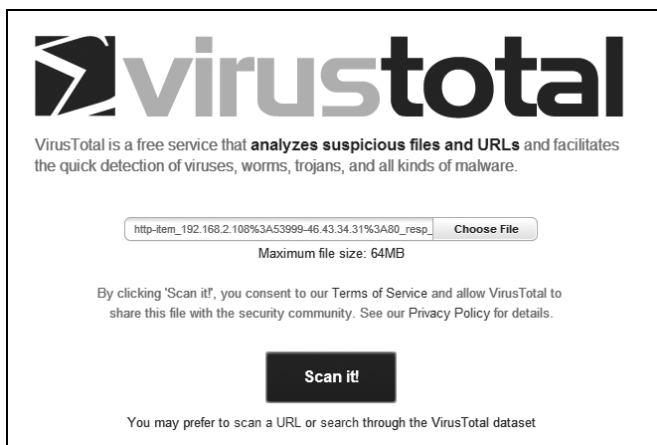 virustotal
VirusTotal is a free service that analyzes suspicious files and URLs and facilitates
the quick detection of viruses, worms, trojans, and all kinds of malware.
http-item_192.168.2.108%3A53999-46.43.34.31%3A80_resp_ Choose File
Maximum file size: 64MB
By clicking 'Scan it!', you consent to our Terms of Service and allow VirusTotal to
share this file with the security community. See our Privacy Policy for details.
Scan it!
You may prefer to scan a URL or search through the VirusTotal dataset